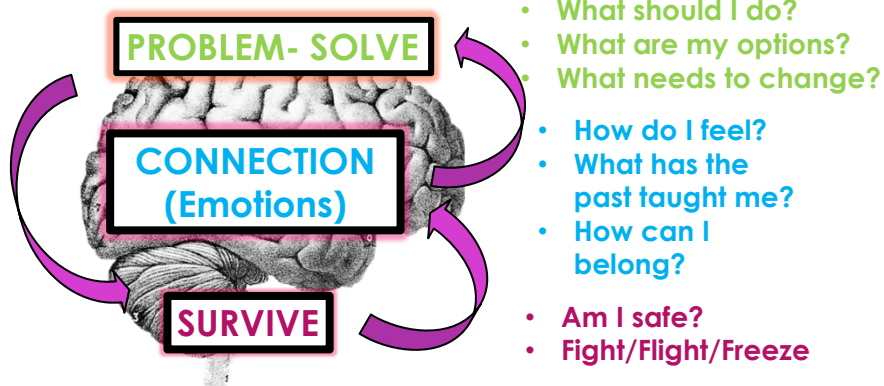 PROBLEM- SOLVE
• What should I do?
• What are my options?
• What needs to change?
CONNECTION
(Emotions)
• How do I feel?
• What has the
past taught me?
• How can I
belong?
SURVIVE
• Am I safe?
• Fight/Flight/Freeze